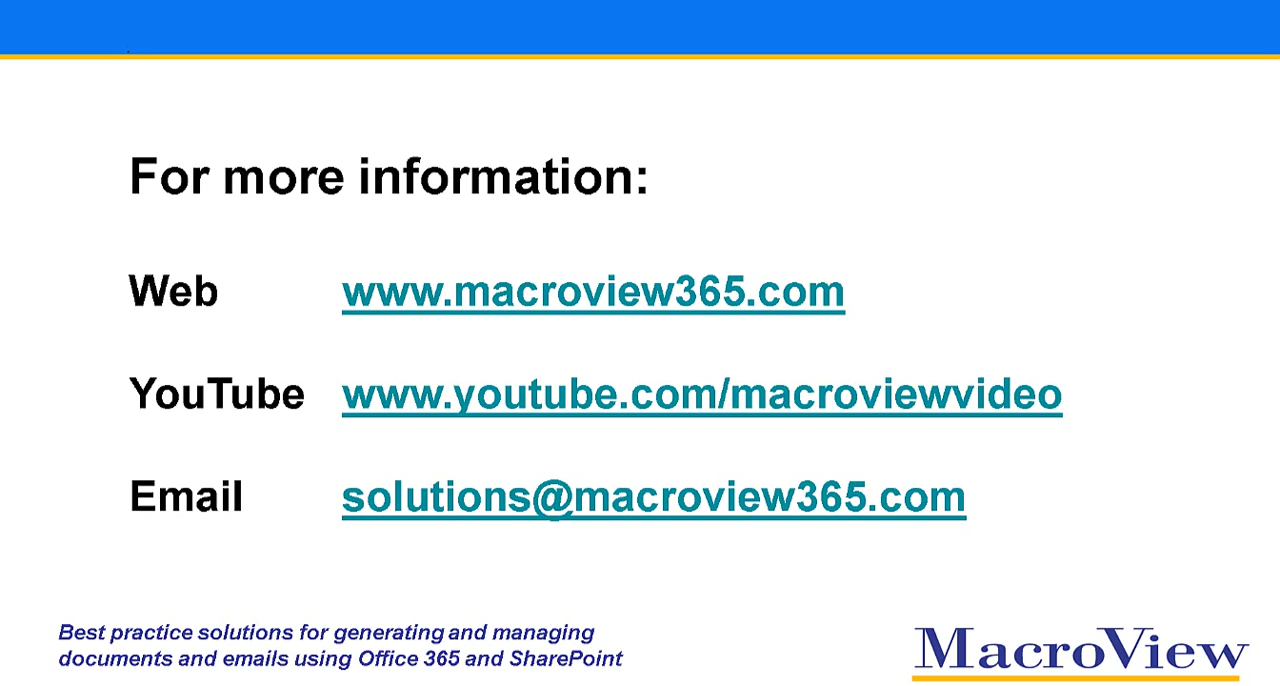 For more information:
Web www.macroview365.com
YouTube www.youtube.com/macroviewvideo
Email solutions@macroview365.com
Best practice solutions for generating and managing
documents and emails using Office 365 and SharePoint
MacroView